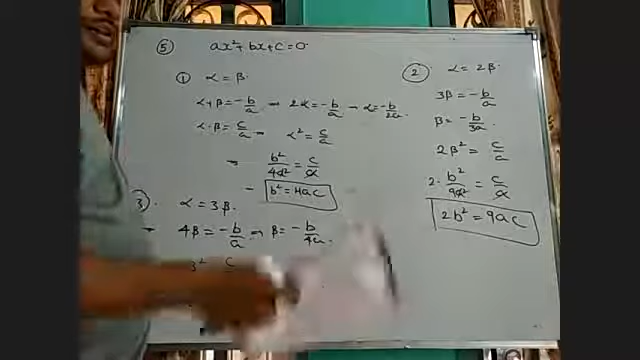 ⑤ ax²+bx+c=0
① α = β
α+β = -b/a → 2α = -b/a → α = -b/2a.
α·β = c/a → α² = c/a
→ b²/4a² = c/a
- b² = 4ac
② α = 2β
3β = -b/a
β = -b/3a
2β² = c/a
2· b²/9a² = c/a
2b² = 9ac
3). α = 3β.
→ 4β = -b/a → β = -b/4a.